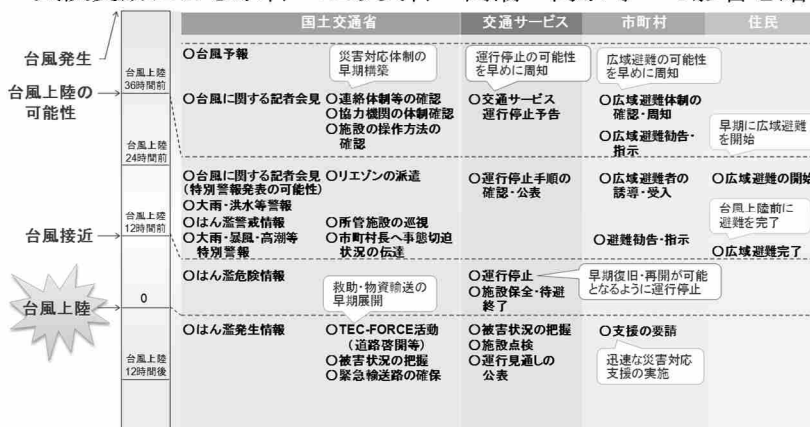 国土交通省
交通サービス
市町村
住民
台風発生
台風上陸の
可能性
台風接近
台風上陸
台風上陸
36時間前
台風上陸
24時間前
台風上陸
12時間前
0
台風上陸
12時間後
○台風予報
災害対応体制の
早期構築
運行停止の可能性
を早めに周知
広域避難の可能性
を早めに周知
○台風に関する記者会見
○連絡体制等の確認
○協力機関の体制確認
○施設の操作方法の
確認
○交通サービス
運行停止予告
○広域避難体制の
確認・周知
○広域避難勧告・
指示
早期に広域避難
を開始
○台風に関する記者会見
(特別警報発表の可能性)
○大雨・洪水等警報
○リエゾンの派遣
○運行停止手順の
確認・公表
○広域避難者の
誘導・受入
○広域避難の開始
○はん濫警戒情報
○大雨・暴風・高潮等
特別警報
○所管施設の巡視
○市町村長へ事態切迫
状況の伝達
○避難勧告・指示
台風上陸前に
避難を完了
○広域避難完了
○はん濫危険情報
救助・物資輸送の
早期展開
○運行停止
○施設保全・待避
終了
早期復旧・再開が可能
となるように運行停止
○はん濫発生情報
○TEC-FORCE活動
(道路啓開等)
○被害状況の把握
○緊急輸送路の確保
○被害状況の把握
○施設点検
○運行見通しの
公表
○支援の要請
迅速な災害対応
支援の実施